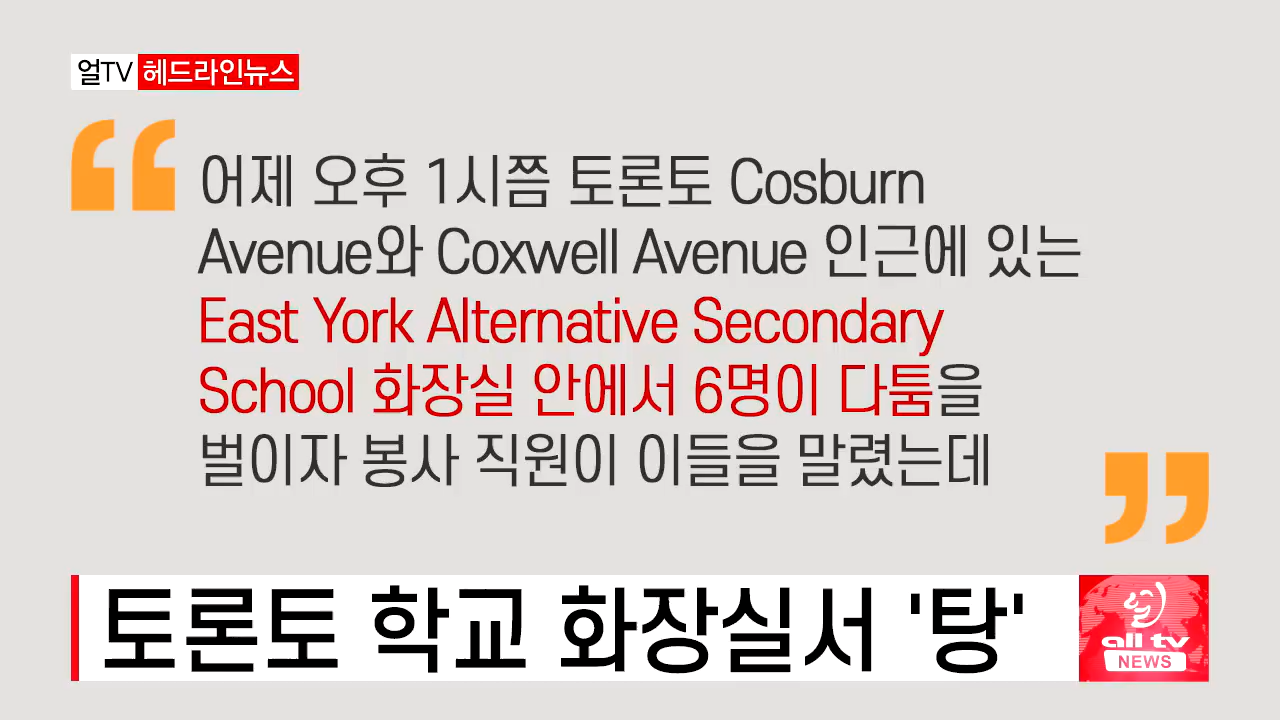 얼TV 헤드라인뉴스
어제 오후 1시쯤 토론토 Cosburn
Avenue와 Coxwell Avenue 인근에 있는
East York Alternative Secondary
School 화장실 안에서 6명이 다툼을
벌이자 봉사 직원이 이들을 말렸는데
토론토 학교 화장실서 '탕'
all tv
NEWS